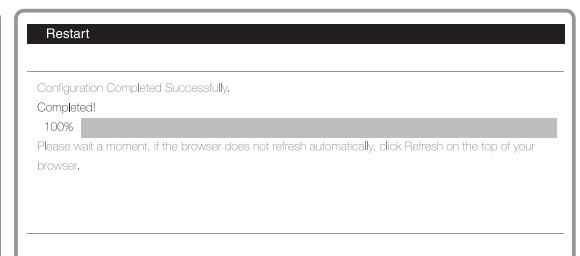 Restart
Configuration Completed Successfully.
Completed!
100%
Please wait a moment, if the browser does not refresh automatically, click Refresh on the top of your
browser.